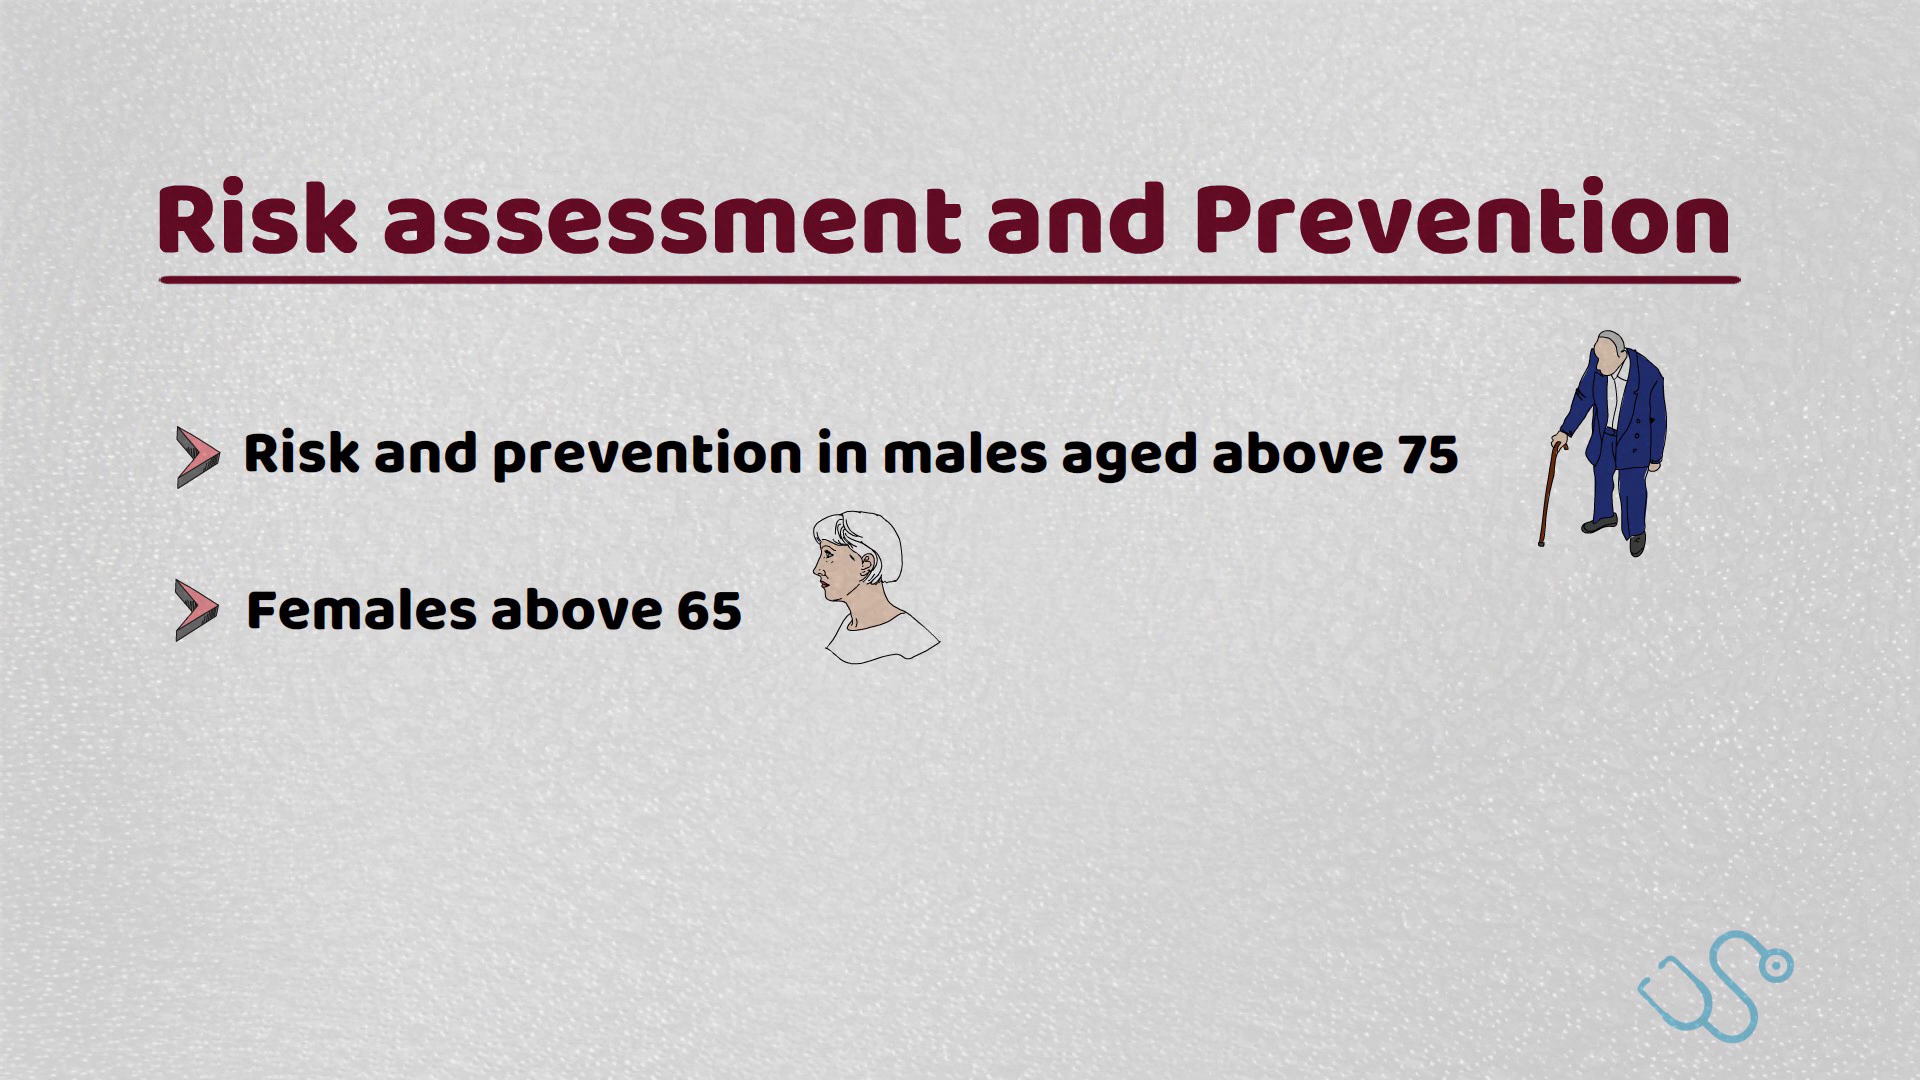 Risk assessment and Prevention
Risk and prevention in males aged above 75
Females above 65